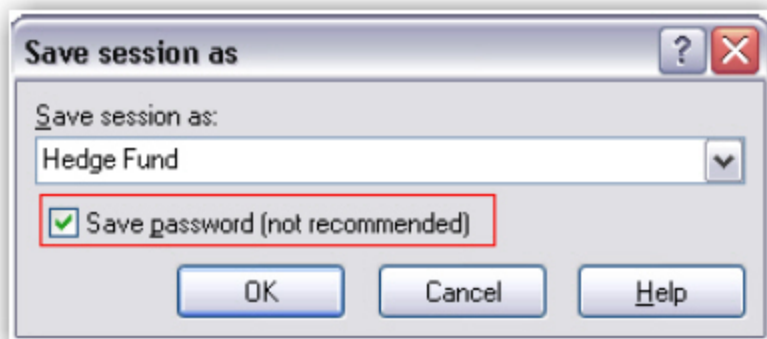 Save session as
Save session as:
Hedge Fund
Save password (not recommended)
OK Cancel Help